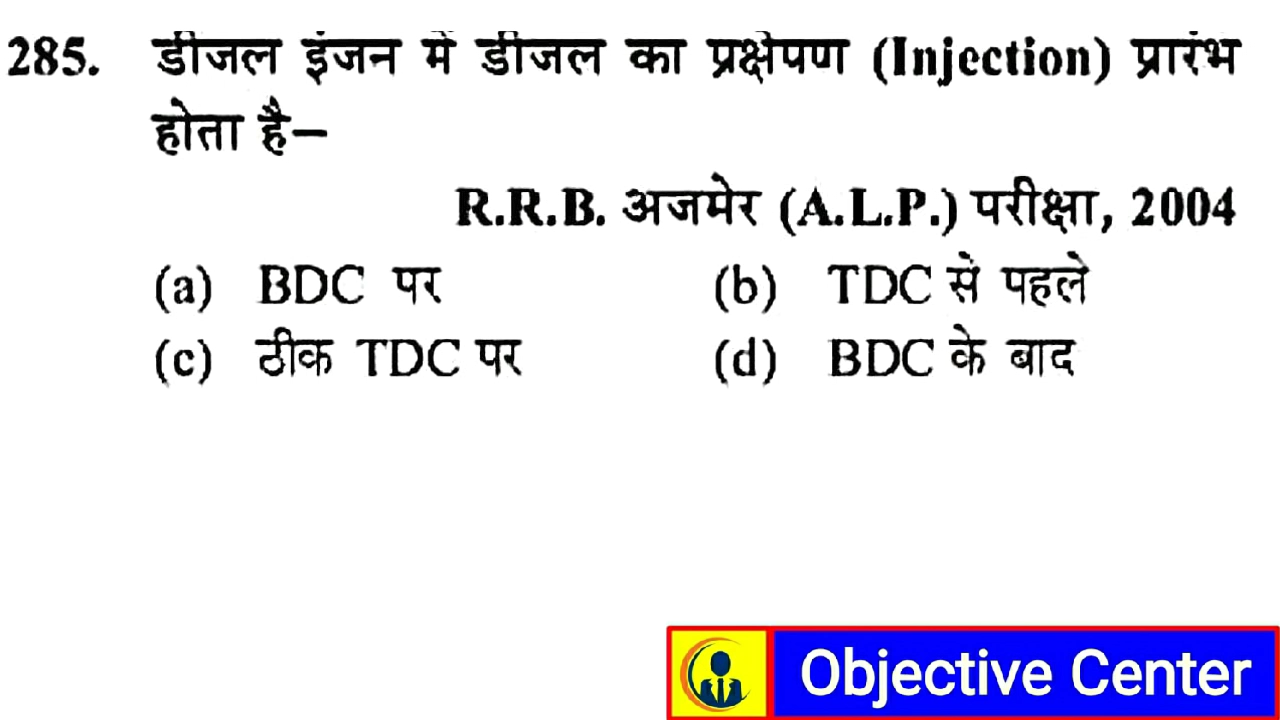 285. डीजल इंजन में डीजल का प्रक्षेपण (Injection) प्रारंभ
होता है–
R.R.B. अजमेर (A.L.P.) परीक्षा, 2004
(a) BDC पर (b) TDC से पहले
(c) ठीक TDC पर (d) BDC के बाद
Objective Center